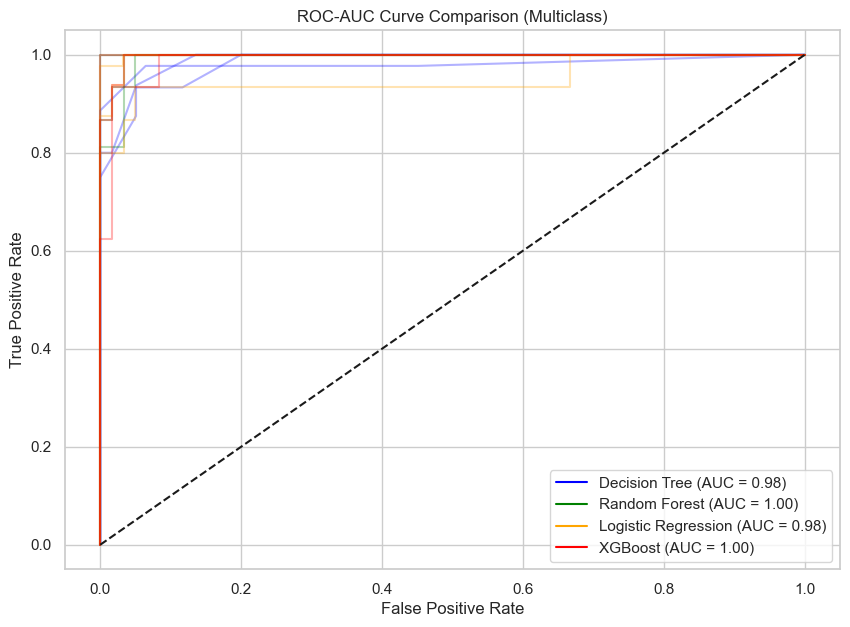 ROC-AUC Curve Comparison (Multiclass)
True Positive Rate
1.0
0.8
0.6
0.4
0.2
0.0
0.0 0.2 0.4 0.6 0.8 1.0
False Positive Rate
Decision Tree (AUC = 0.98)
Random Forest (AUC = 1.00)
Logistic Regression (AUC = 0.98)
XGBoost (AUC = 1.00)